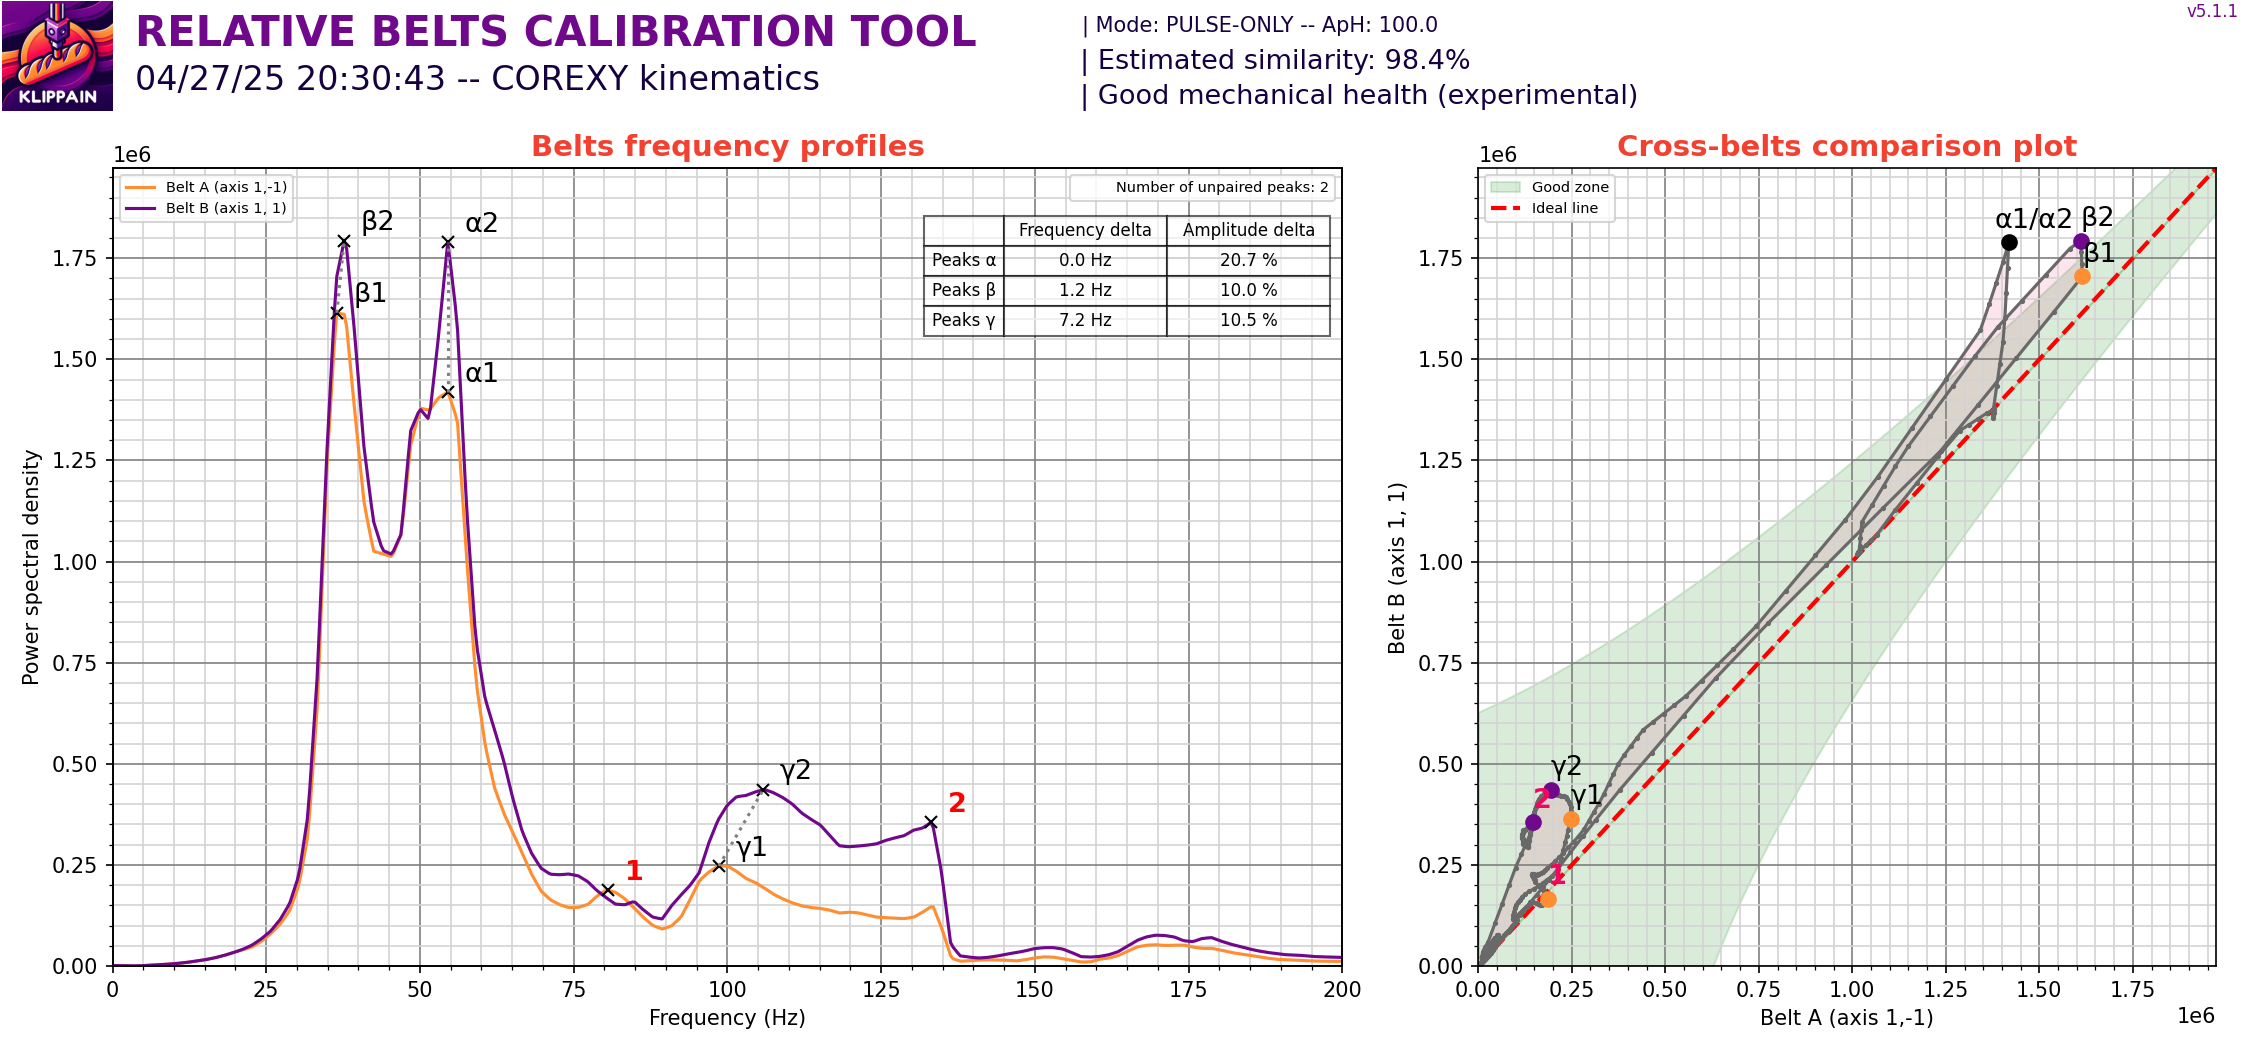 KLIPPAIN
RELATIVE BELTS CALIBRATION TOOL
04/27/25 20:30:43 -- COREXY kinematics
| Mode: PULSE-ONLY -- ApH: 100.0
| Estimated similarity: 98.4%
| Good mechanical health (experimental)
v5.1.1
Belts frequency profiles
1e6
Belt A (axis 1,-1)
Belt B (axis 1, 1)
Number of unpaired peaks: 2
Frequency delta Amplitude delta
Peaks α 0.0 Hz 20.7 %
Peaks β 1.2 Hz 10.0 %
Peaks γ 7.2 Hz 10.5 %
β2
α2
β1
α1
γ2
γ1
1
2
1.75
1.50
1.25
1.00
0.75
0.50
0.25
0.00
Power spectral density
0 25 50 75 100 125 150 175 200
Frequency (Hz)
Cross-belts comparison plot
1e6
Good zone
Ideal line
α1/α2
β2
β1
γ2
2
γ1
1
1.75
1.50
1.25
1.00
0.75
0.50
0.25
0.00
Belt B (axis 1, 1)
0.00 0.25 0.50 0.75 1.00 1.25 1.50 1.75
Belt A (axis 1,-1)
1e6